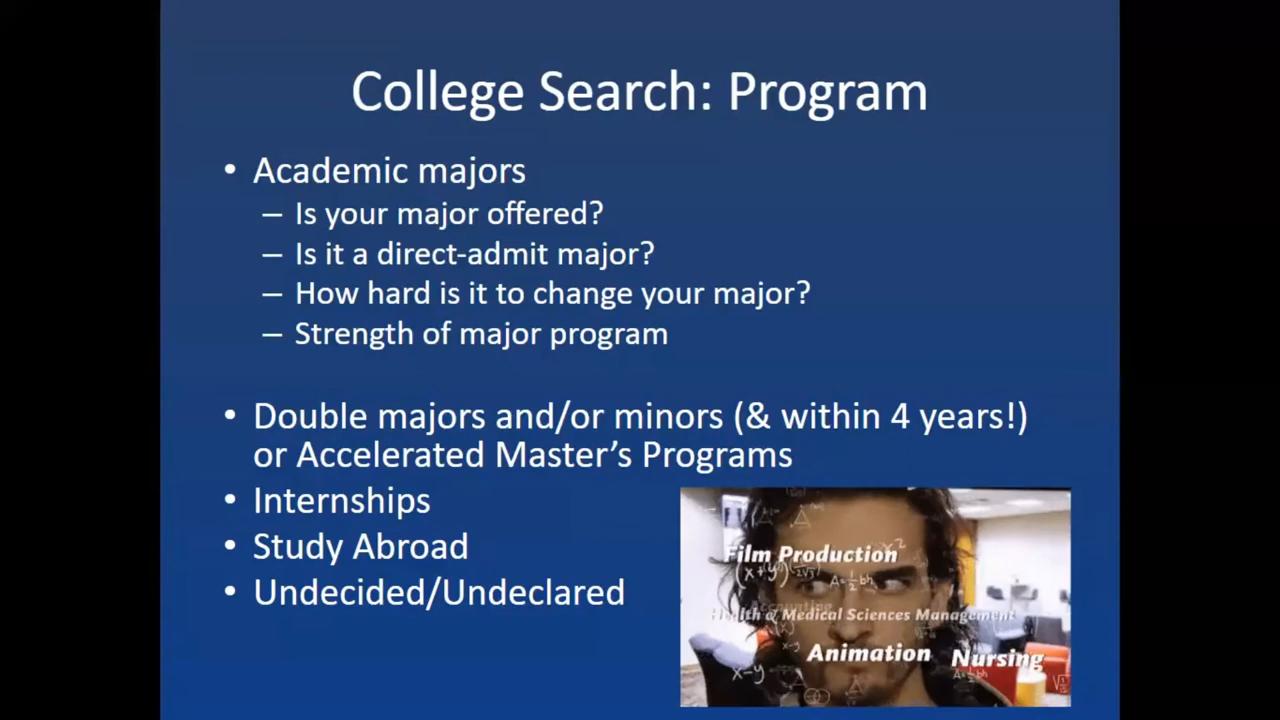 College Search: Program
• Academic majors
– Is your major offered?
– Is it a direct-admit major?
– How hard is it to change your major?
– Strength of major program
• Double majors and/or minors (& within 4 years!)
or Accelerated Master’s Programs
• Internships
• Study Abroad
• Undecided/Undeclared
Film Production
A=½bh
Health & Medical Sciences Management
Animation
Nursing
x-y